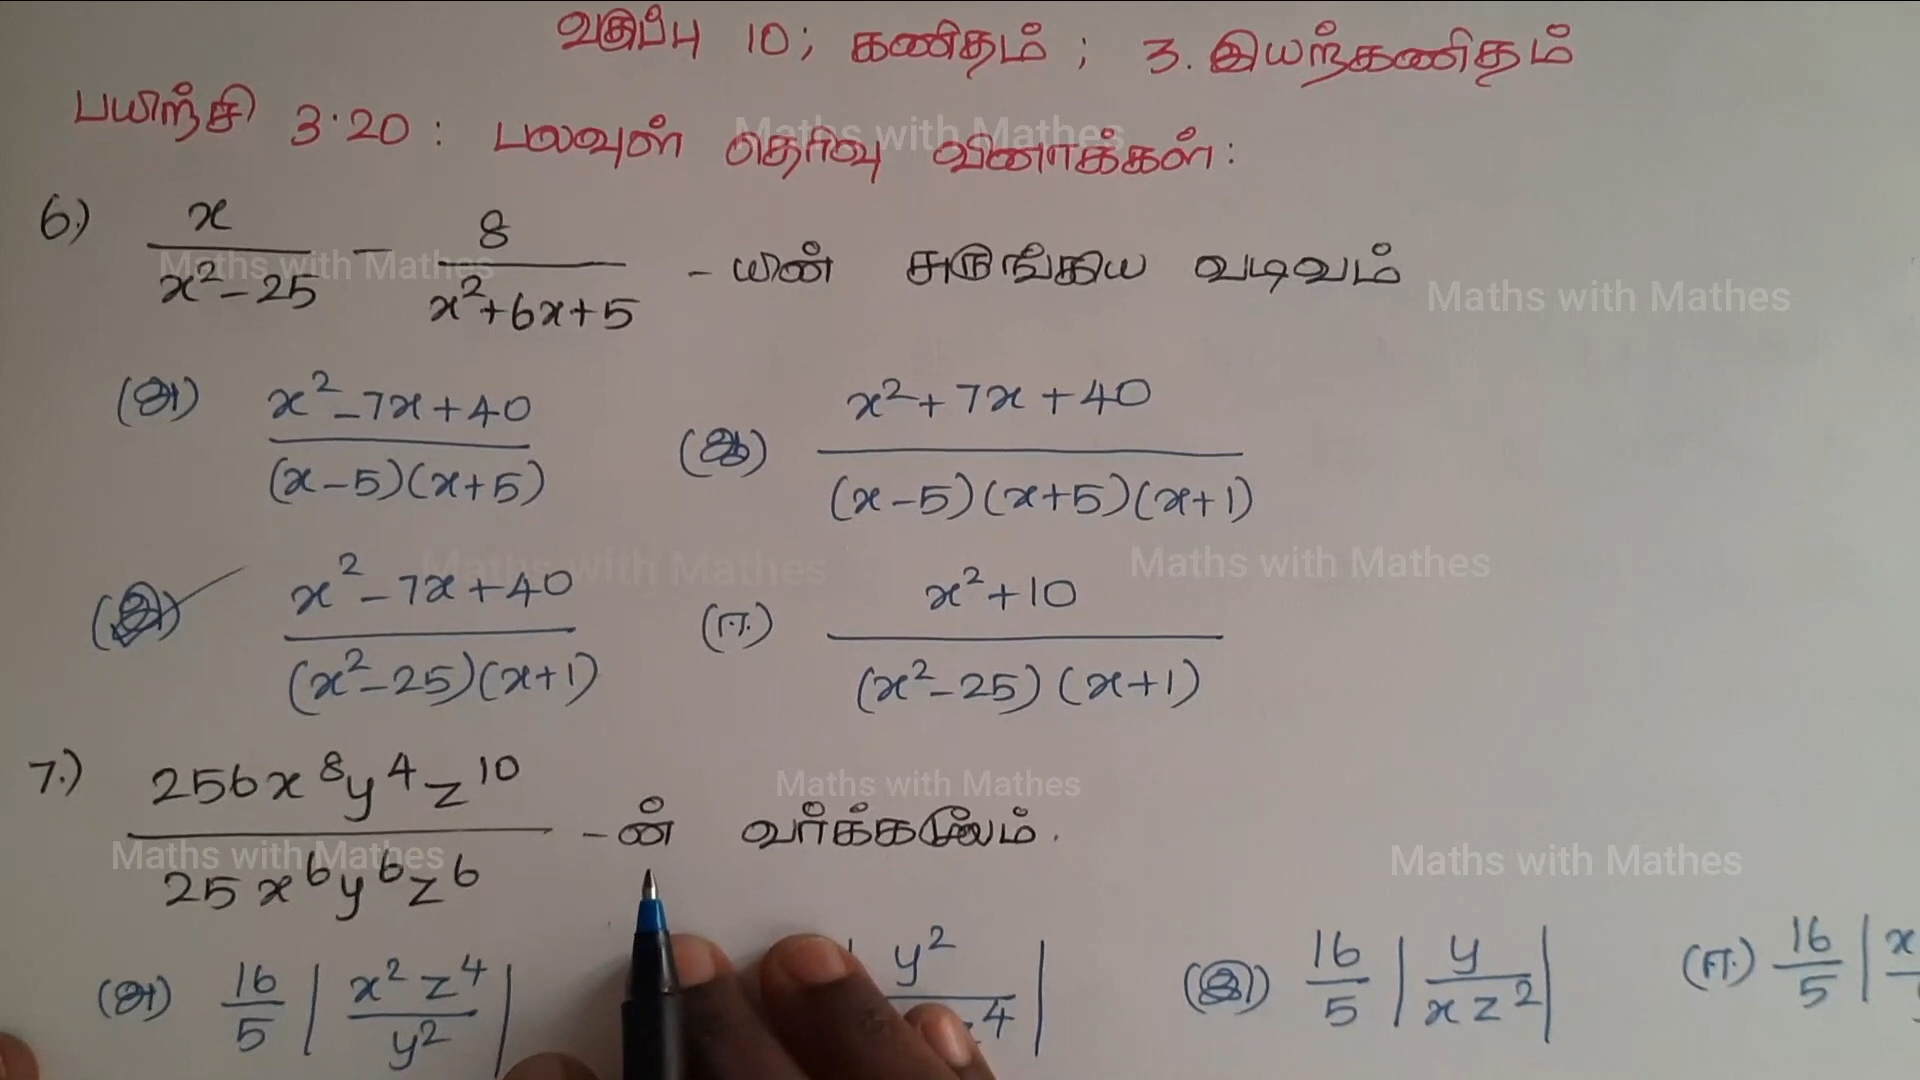 வகுப்பு 10; கணிதம் ; 3. இயற்கணிதம்
பயிற்சி 3.20 : பலவுள் தெரிவு வினாக்கள் :
6.) x/(x²-25) - 8/(x²+6x+5) - யின் சுருங்கிய வடிவம்
(அ) (x²-7x+40)/((x-5)(x+5)) (ஆ) (x²+7x+40)/((x-5)(x+5)(x+1))
(இ) (x²-7x+40)/((x²-25)(x+1)) (ஈ.) (x²+10)/((x²-25)(x+1))
7.) 256x⁸y⁴z¹⁰/25x⁶y⁶z⁶ - ன் வர்க்கமூலம்.
(அ) 16/5 |x²z⁴/y²| y² 4| (இ) 16/5 |y/xz²| (ஈ.) 16/5 |x
Maths with Mathes
Maths with Mathes
Maths with Mathes
Maths with Mathes
Maths with Mathes
Maths with Mathes
Maths with Mathes
Maths with Mathes